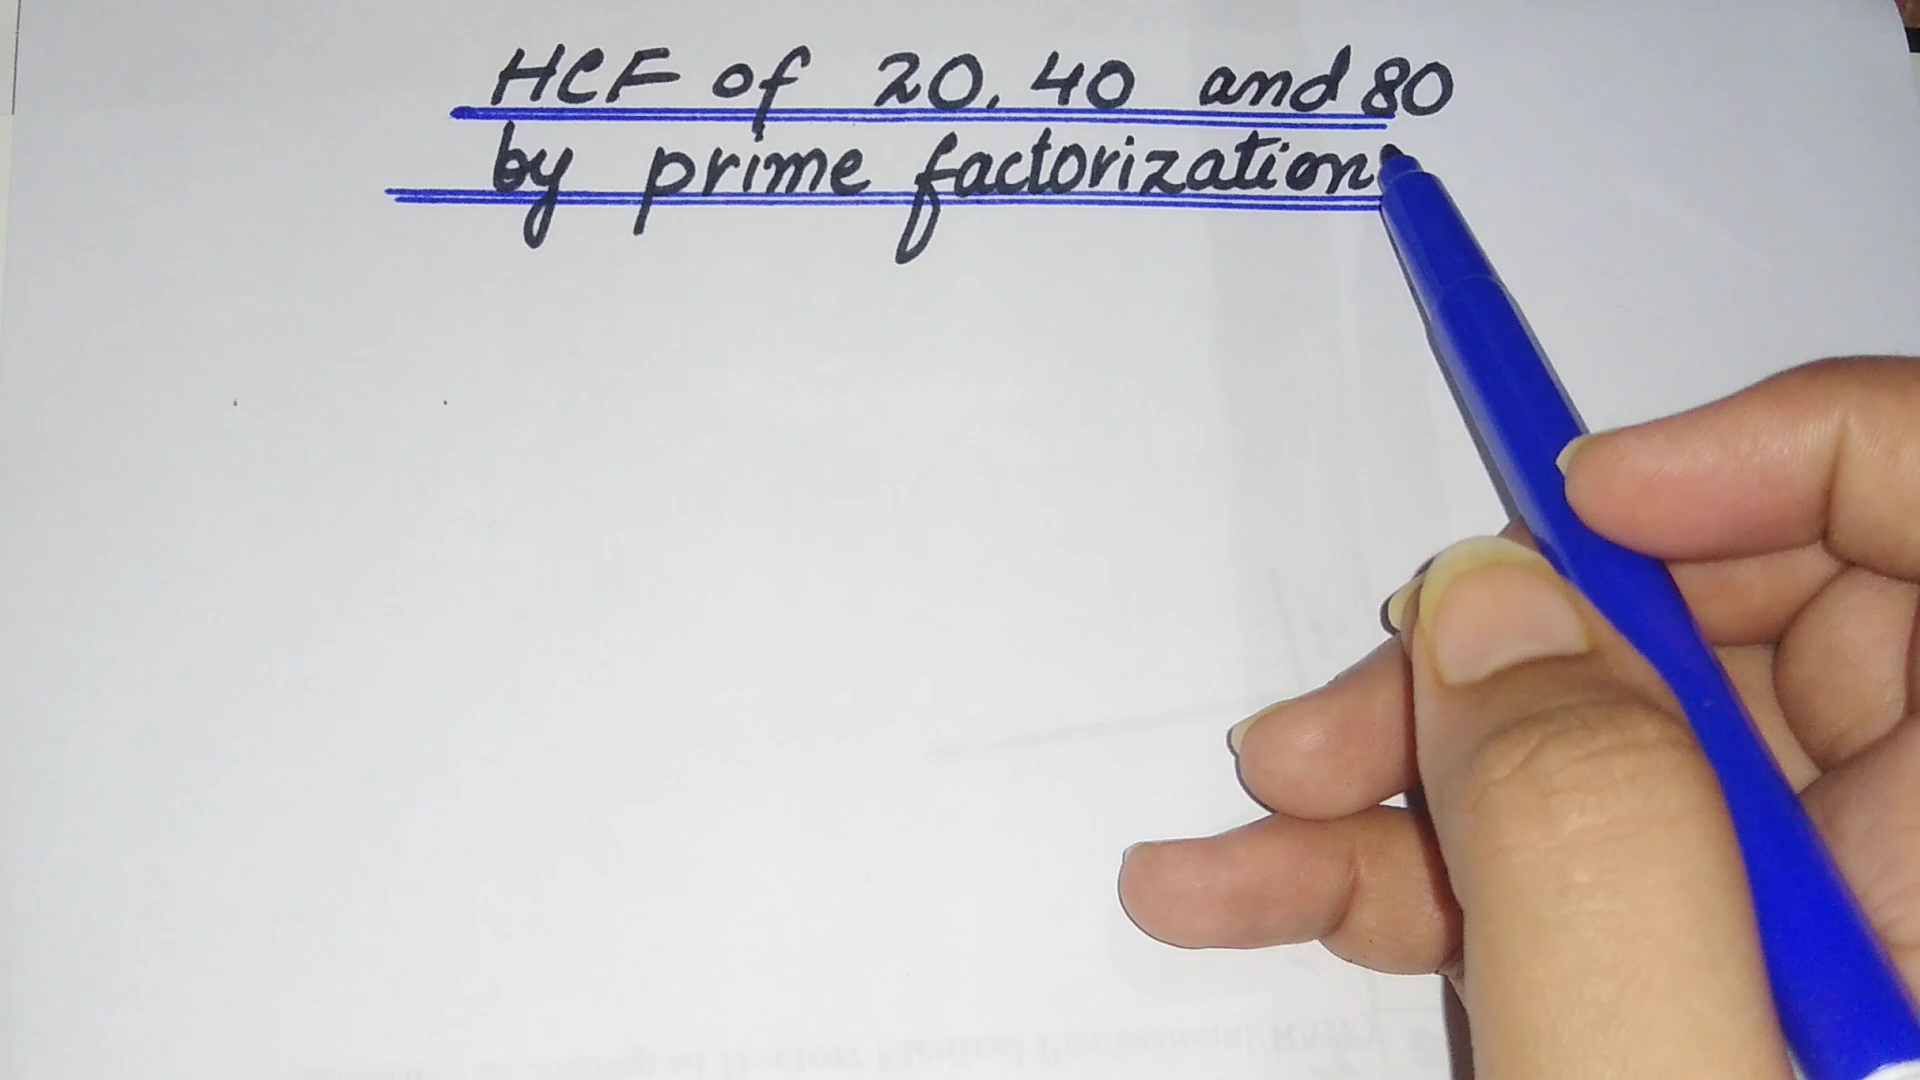 HCF of 20, 40 and 80
by prime factorization